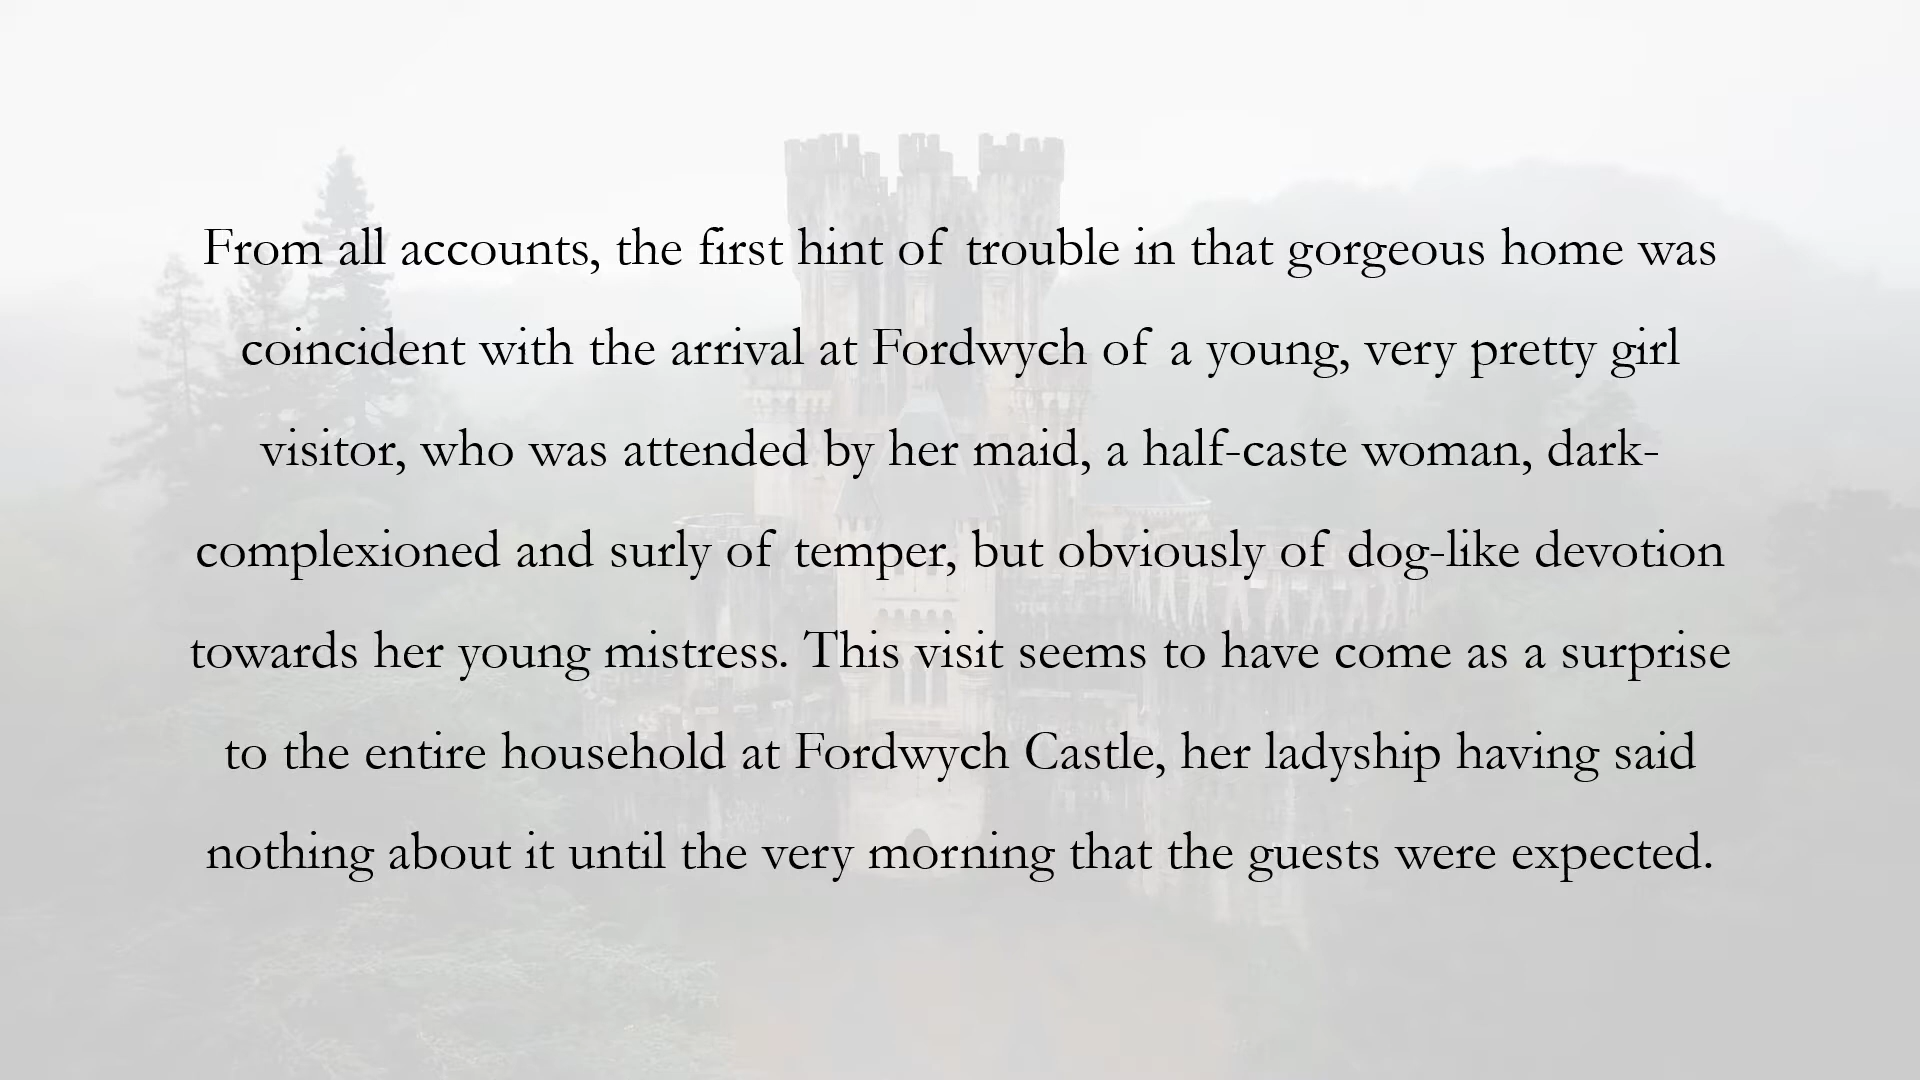 From all accounts, the first hint of trouble in that gorgeous home was
coincident with the arrival at Fordwych of a young, very pretty girl
visitor, who was attended by her maid, a half-caste woman, dark-
complexioned and surly of temper, but obviously of dog-like devotion
towards her young mistress. This visit seems to have come as a surprise
to the entire household at Fordwych Castle, her ladyship having said
nothing about it until the very morning that the guests were expected.